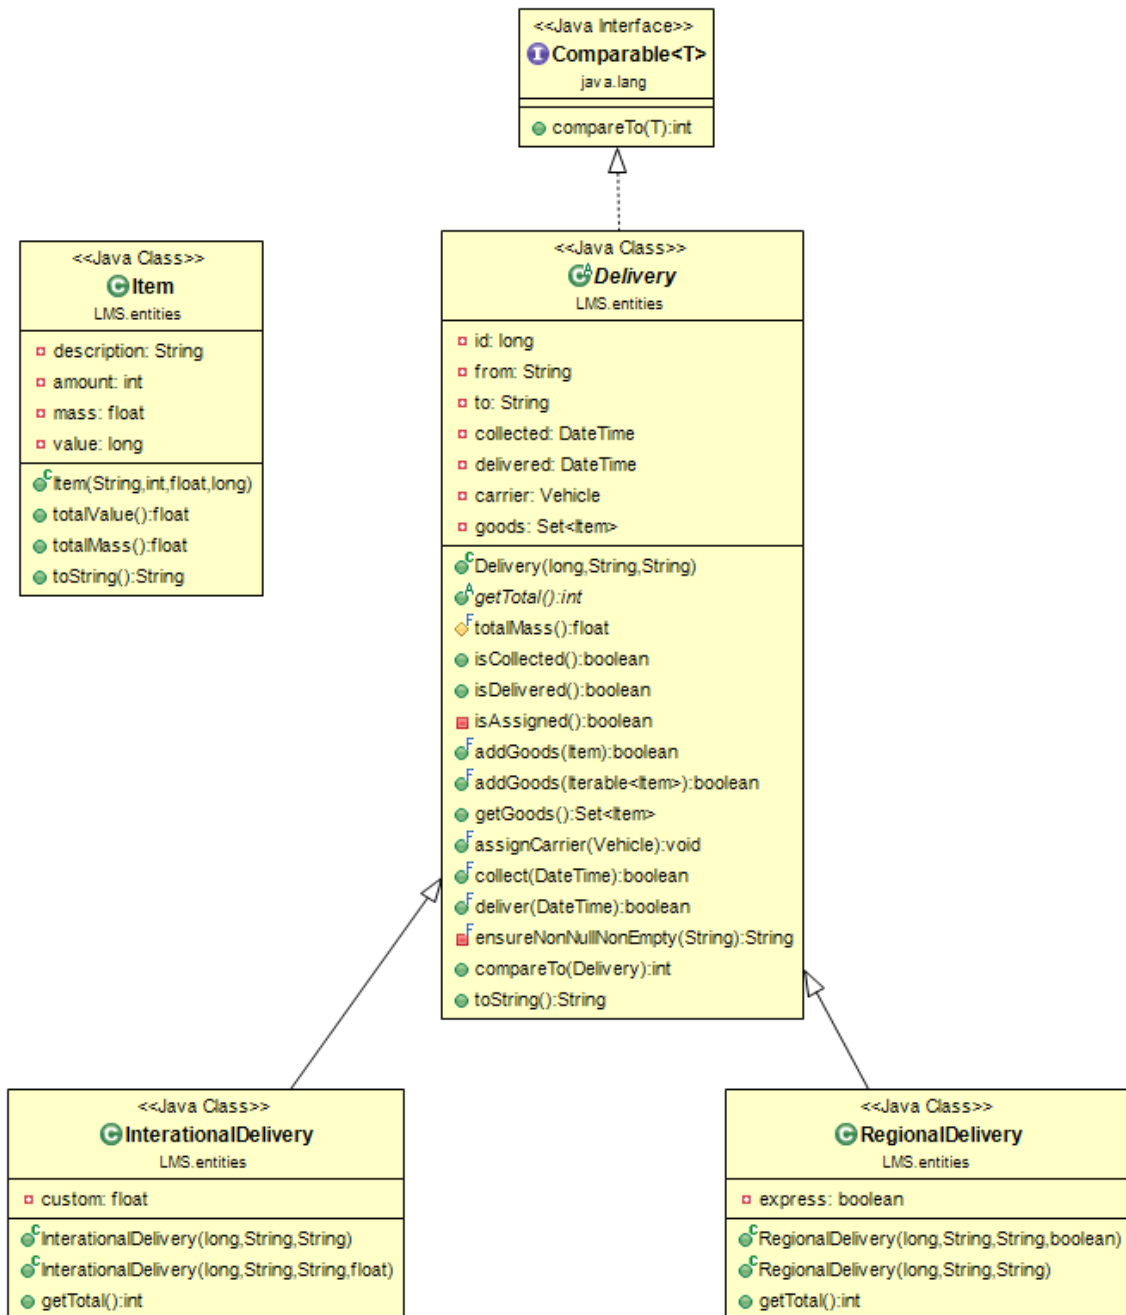 <<Java Interface>>
Comparable<T>
java.lang
compareTo(T):int
<<Java Class>>
Item
LMS.entities
description: String
amount: int
mass: float
value: long
Item(String,int,float,long)
totalValue():float
totalMass():float
toString():String
<<Java Class>>
Delivery
LMS.entities
id: long
from: String
to: String
collected: DateTime
delivered: DateTime
carrier: Vehicle
goods: Set<Item>
Delivery(long,String,String)
getTotal():int
totalMass():float
isCollected():boolean
isDelivered():boolean
isAssigned():boolean
addGoods(Item):boolean
addGoods(Iterable<Item>):boolean
getGoods():Set<Item>
assignCarrier(Vehicle):void
collect(DateTime):boolean
deliver(DateTime):boolean
ensureNonNullNonEmpty(String):String
compareTo(Delivery):int
toString():String
<<Java Class>>
InterationalDelivery
LMS.entities
custom: float
InterationalDelivery(long,String,String)
InterationalDelivery(long,String,String,float)
getTotal():int
<<Java Class>>
RegionalDelivery
LMS.entities
express: boolean
RegionalDelivery(long,String,String,boolean)
RegionalDelivery(long,String,String)
getTotal():int